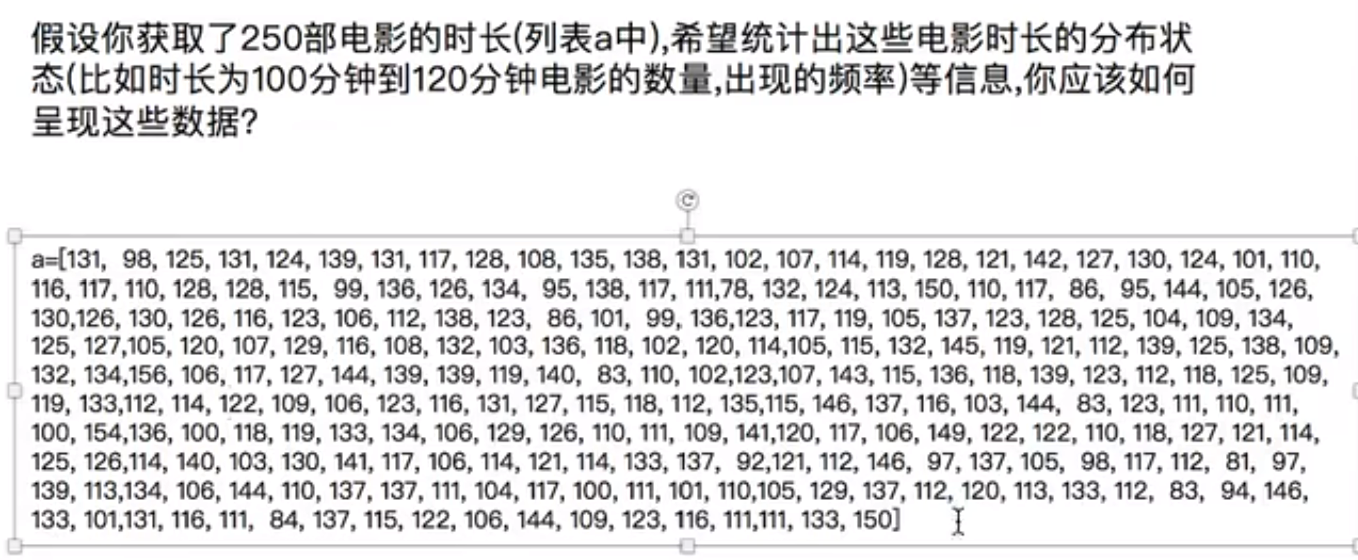 假设你获取了250部电影的时长(列表a中),希望统计出这些电影时长的分布状
态(比如时长为100分钟到120分钟电影的数量,出现的频率)等信息,你应该如何
呈现这些数据?
a=[131,  98, 125, 131, 124, 139, 131, 117, 128, 108, 135, 138, 131, 102, 107, 114, 119, 128, 121, 142, 127, 130, 124, 101, 110,
116, 117, 110, 128, 128, 115,  99, 136, 126, 134,  95, 138, 117, 111,78, 132, 124, 113, 150, 110, 117,  86,  95, 144, 105, 126,
130,126, 130, 126, 116, 123, 106, 112, 138, 123,  86, 101,  99, 136,123, 117, 119, 105, 137, 123, 128, 125, 104, 109, 134,
125, 127,105, 120, 107, 129, 116, 108, 132, 103, 136, 118, 102, 120, 114,105, 115, 132, 145, 119, 121, 112, 139, 125, 138, 109,
132, 134,156, 106, 117, 127, 144, 139, 139, 119, 140,  83, 110, 102,123,107, 143, 115, 136, 118, 139, 123, 112, 118, 125, 109,
119, 133,112, 114, 122, 109, 106, 123, 116, 131, 127, 115, 118, 112, 135,115, 146, 137, 116, 103, 144,  83, 123, 111, 110, 111,
100, 154,136, 100, 118, 119, 133, 134, 106, 129, 126, 110, 111, 109, 141,120, 117, 106, 149, 122, 122, 110, 118, 127, 121, 114,
125, 126,114, 140, 103, 130, 141, 117, 106, 114, 121, 114, 133, 137,  92,121, 112, 146,  97, 137, 105,  98, 117, 112,  81,  97,
139, 113,134, 106, 144, 110, 137, 137, 111, 104, 117, 100, 111, 101, 110,105, 129, 137, 112, 120, 113, 133, 112,  83,  94, 146,
133, 101,131, 116, 111,  84, 137, 115, 122, 106, 144, 109, 123, 116, 111,111, 133, 150]